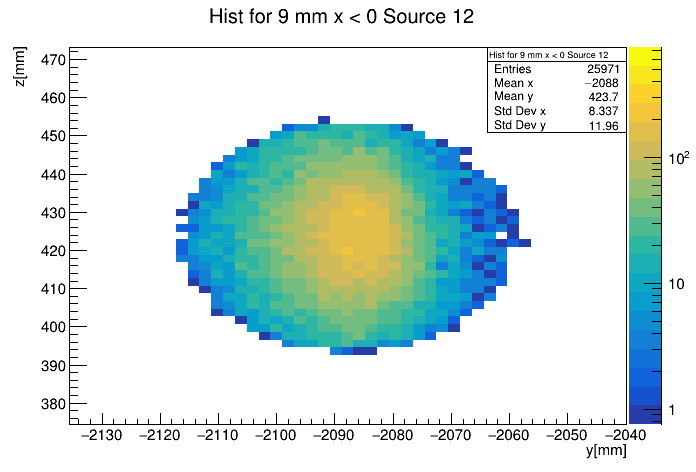 Hist for 9 mm x < 0 Source 12
z[mm]
Hist for 9 mm x < 0 Source 12
Entries 25971
Mean x −2088
Mean y 423.7
Std Dev x 8.337
Std Dev y 11.96
470
460
450
440
430
420
410
400
390
380
10²
10
1
−2130 −2120 −2110 −2100 −2090 −2080 −2070 −2060 −2050 −2040
y[mm]